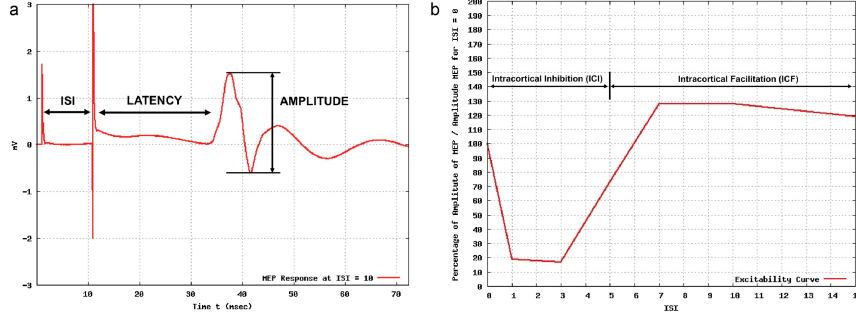 a
3
2
1
0
-1
-2
-3
mV
ISI
LATENCY
AMPLITUDE
MEP Response at ISI = 10
0
10
20
30
40
50
60
70
Time t (msec)
b
Percentage of Amplitute of MEP / Amplitude MEP for ISI = 0
200
190
180
170
160
150
140
130
120
110
100
90
80
70
60
50
40
30
20
10
0
Intracortical Inhibition (ICI)
Intracortical Facilitation (ICF)
Excitability Curve
0 1 2 3 4 5 6 7 8 9 10 11 12 13 14 15
ISI